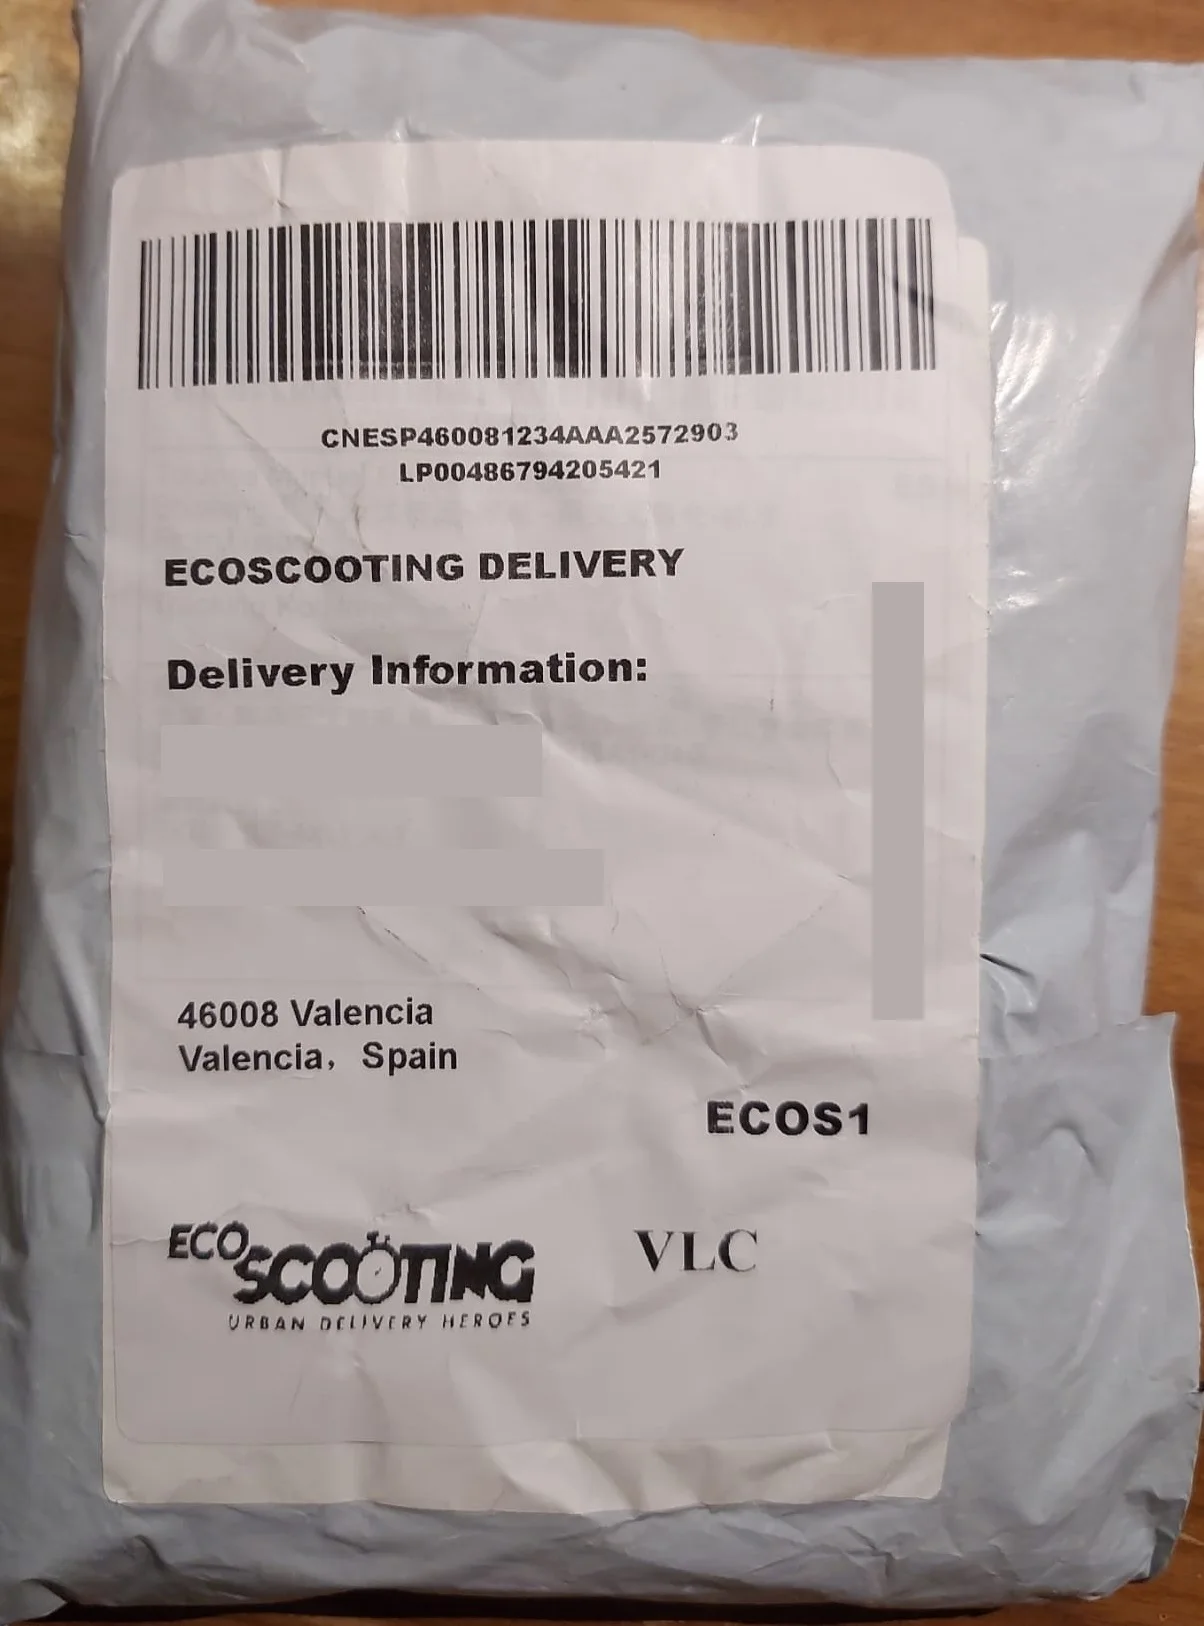 CNESP460081234AAA2572903
LP00486794205421
ECOSCOOTING DELIVERY
Delivery Information:
46008 Valencia
Valencia, Spain
ECOS1
ECO
SCOOTING
URBAN DELIVERY HEROES
VLC